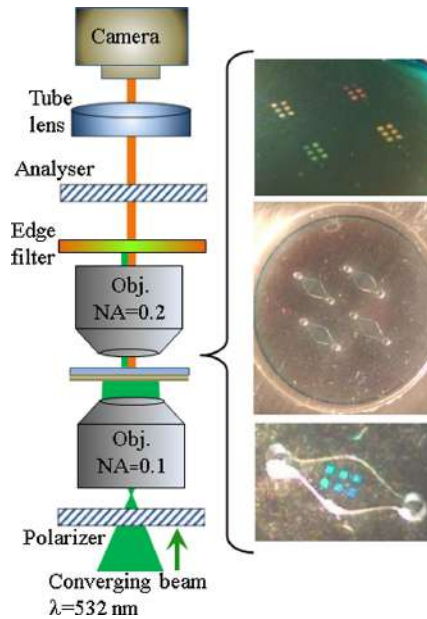 Camera
Tube
lens
Analyser
Edge
filter
Obj.
NA=0.2
Obj.
NA=0.1
Polarizer
Converging beam
λ=532 nm